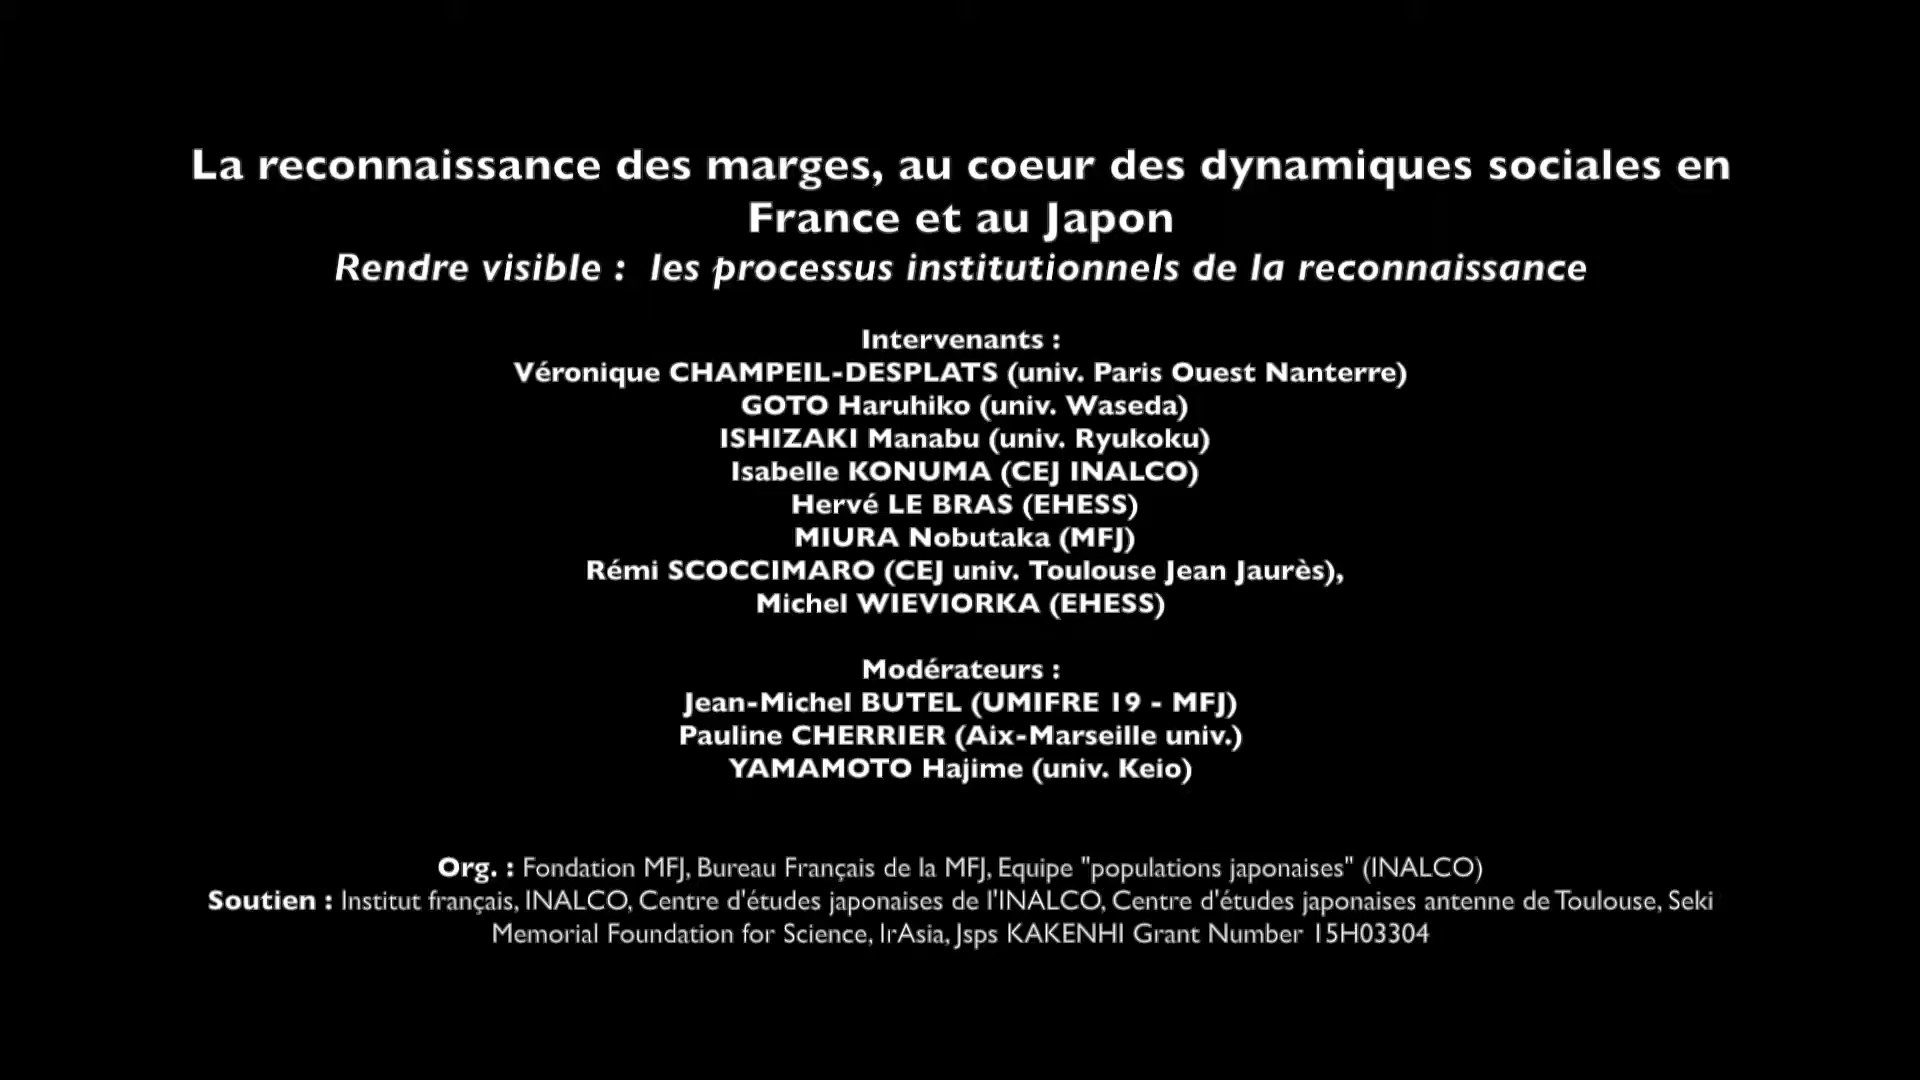 La reconnaissance des marges, au coeur des dynamiques sociales en
France et au Japon
Rendre visible :  les processus institutionnels de la reconnaissance
Intervenants :
Véronique CHAMPEIL-DESPLATS (univ. Paris Ouest Nanterre)
GOTO Haruhiko (univ. Waseda)
ISHIZAKI Manabu (univ. Ryukoku)
Isabelle KONUMA (CEJ INALCO)
Hervé LE BRAS (EHESS)
MIURA Nobutaka (MFJ)
Rémi SCOCCIMARO (CEJ univ. Toulouse Jean Jaurès),
Michel WIEVIORKA (EHESS)
Modérateurs :
Jean-Michel BUTEL (UMIFRE 19 - MFJ)
Pauline CHERRIER (Aix-Marseille univ.)
YAMAMOTO Hajime (univ. Keio)
Org. : Fondation MFJ, Bureau Français de la MFJ, Equipe "populations japonaises" (INALCO)
Soutien : Institut français, INALCO, Centre d'études japonaises de l'INALCO, Centre d'études japonaises antenne de Toulouse, Seki
Memorial Foundation for Science, IrAsia, Jsps KAKENHI Grant Number 15H03304